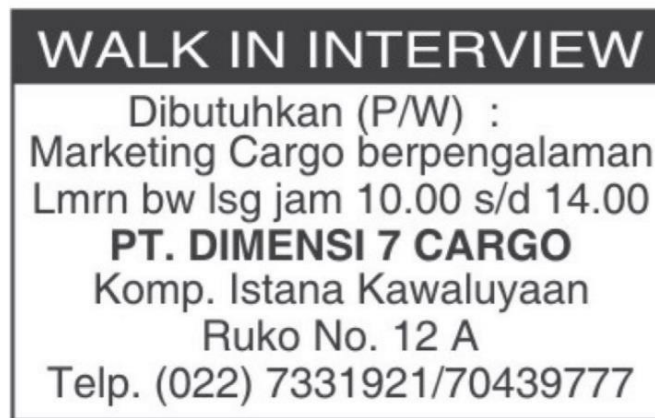 WALK IN INTERVIEW
Dibutuhkan (P/W) :
Marketing Cargo berpengalaman
Lmrn bw lsg jam 10.00 s/d 14.00
PT. DIMENSI 7 CARGO
Komp. Istana Kawaluyaan
Ruko No. 12 A
Telp. (022) 7331921/70439777